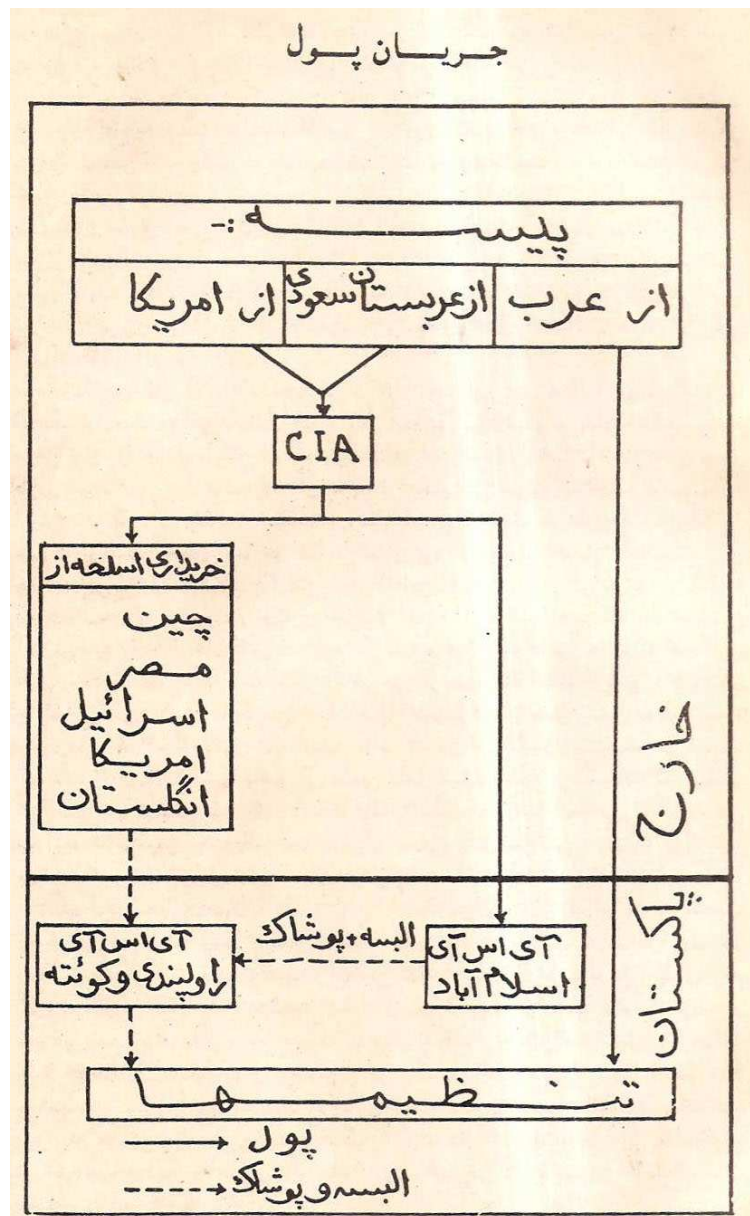 جریان پول
پیسه :-
از عرب
از عربستان سعودی
از امریکا
CIA
خریداری اسلحه از
چین
مصر
اسرائیل
امریکا
انگلستان
خارج
پاکستان
آی اس آی
اسلام آباد
البسه + پوشاک
آی اس آی
راولپندی و کوئته
تنظیمها
پول
البسه و پوشاک